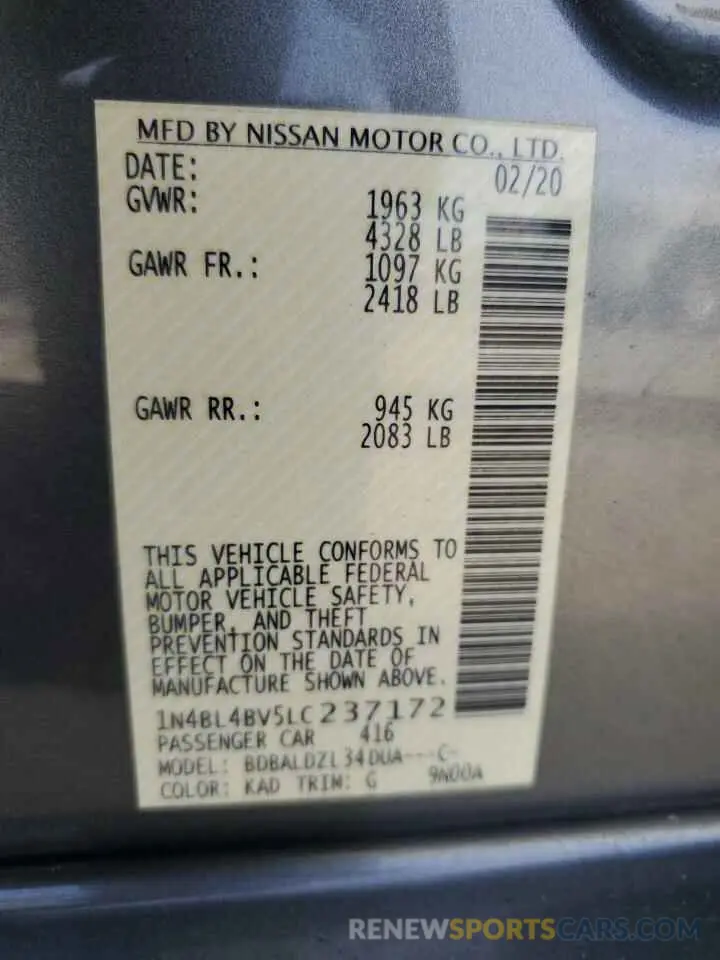 MFD BY NISSAN MOTOR CO., LTD.
DATE: 02/20
GVWR: 1963 KG
4328 LB
GAWR FR.: 1097 KG
2418 LB
GAWR RR.: 945 KG
2083 LB
THIS VEHICLE CONFORMS TO
ALL APPLICABLE FEDERAL
MOTOR VEHICLE SAFETY,
BUMPER, AND THEFT
PREVENTION STANDARDS IN
EFFECT ON THE DATE OF
MANUFACTURE SHOWN ABOVE.
1N4BL4BV5LC237172
PASSENGER CAR 416
MODEL: BDBALDZL34DUA---C-
COLOR: KAD TRIM: G 9N00A
RENEWSPORTSCARS.COM